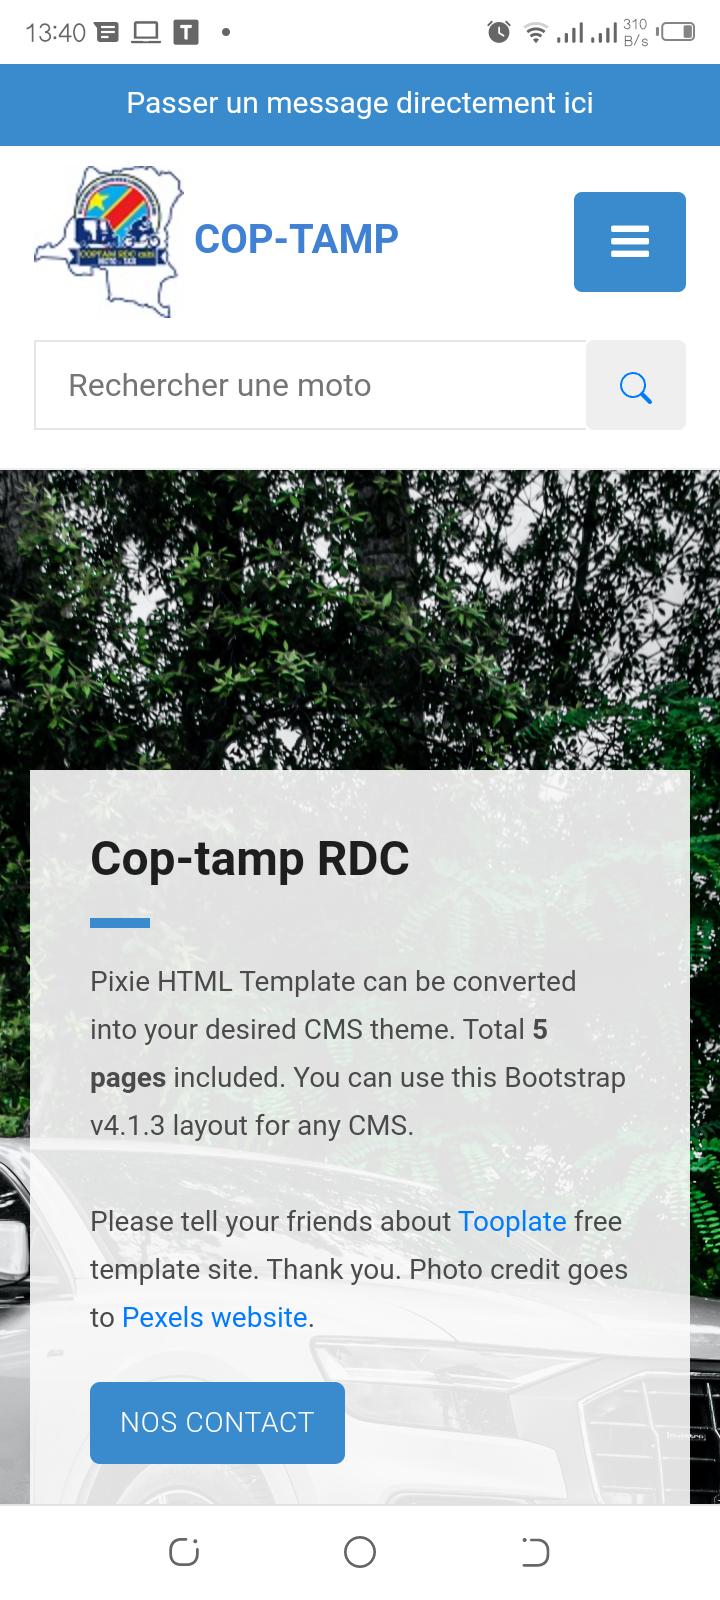 13:40
T
310
B/s
Passer un message directement ici
COP-TAMP
Rechercher une moto
Cop-tamp RDC
Pixie HTML Template can be converted
into your desired CMS theme. Total 5
pages included. You can use this Bootstrap
v4.1.3 layout for any CMS.
Please tell your friends about Tooplate free
template site. Thank you. Photo credit goes
to Pexels website.
NOS CONTACT